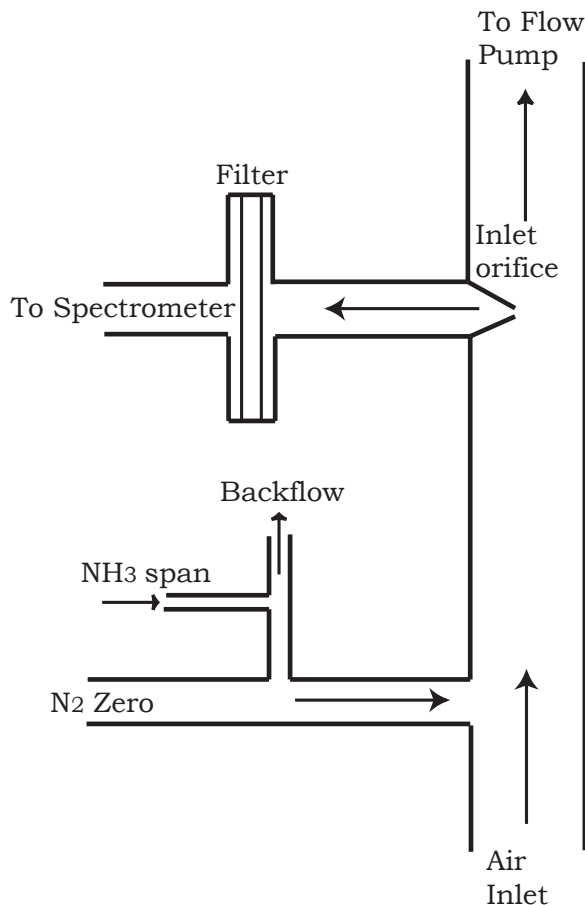 To Flow
Pump
Filter
Inlet
orifice
To Spectrometer
Backflow
NH3 span
N2 Zero
Air
Inlet